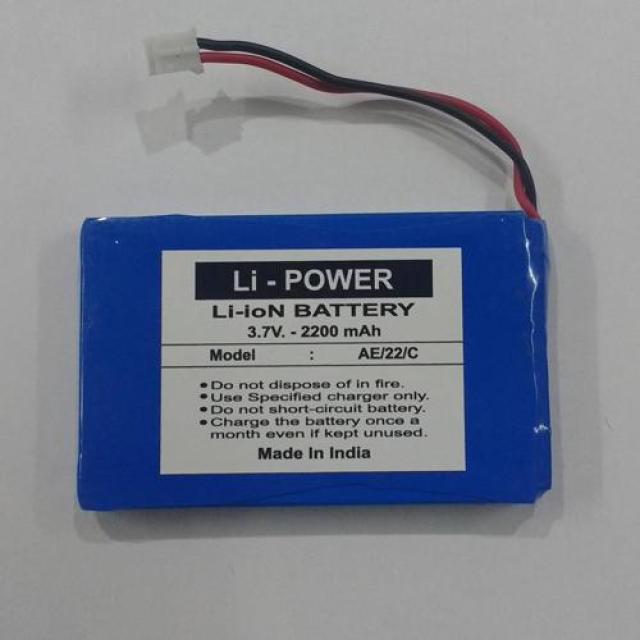 Li - POWER
Li-ioN BATTERY
3.7V. - 2200 mAh
Model : AE/22/C
• Do not dispose of in fire.
• Use Specified charger only.
• Do not short-circuit battery.
• Charge the battery once a
month even if kept unused.
Made In India